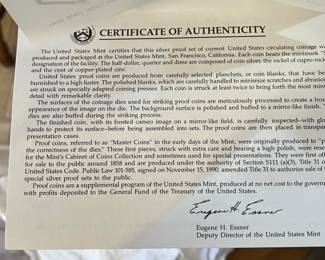 CERTIFICATE OF AUTHENTICITY
The United States Mint certifies that this silver proof set of current United States circulating coinage wa
produced and packaged at the United States Mint, San Francisco, California. Each coin bears the mintmark "S
designation of the facility. The half-dollar, quarter and dime are composed of coin silver, the nickel of cupro-nick
and the cent of copper-plated zinc.
United States proof coins are produced from carefully selected planchets, or coin blanks, that have been
burnished to a high luster. The polished blanks, which are carefully handled to minimize scratches and abrasions
are struck on specially adapted coining presses. Each coin is struck at least twice to bring forth the most min
detail with remarkable clarity.
The surfaces of the coinage dies used for striking proof coins are meticulously processed to create a fros
appearance of the image on the die. The background surface is polished and buffed to a mirror-like finish.
dies are also buffed during the striking process.
The finished coin, with its frosted cameo image on a mirror-like field, is carefully inspected–with glov
hands to protect its surface–before being assembled into sets. The proof coins are then placed in transpar
presentation cases.
Proof coins, referred to as "Master Coins" in the early days of the Mint, were originally produced to "p
the correctness of the dies." These first pieces, struck with extra care and bearing a high polish, were rese
for the Mint's Cabinet of Coins Collection and sometimes used for special presentations. They were first off
for sale to the public around 1858 and produced under the authority of Section 5111 (a)(3), Title 31 of t
United States Code. Public Law 101-585, signed on November 15, 1990, amended Title 31 to authorize sale of t
special silver proof sets to the public.
Proof coins are a supplemental program of the United States Mint, produced at no net cost to the governme
with profits deposited to the General Fund of the Treasury of the United States.
Eugene H. Essner
Eugene H. Essner
Deputy Director of the United States Mint